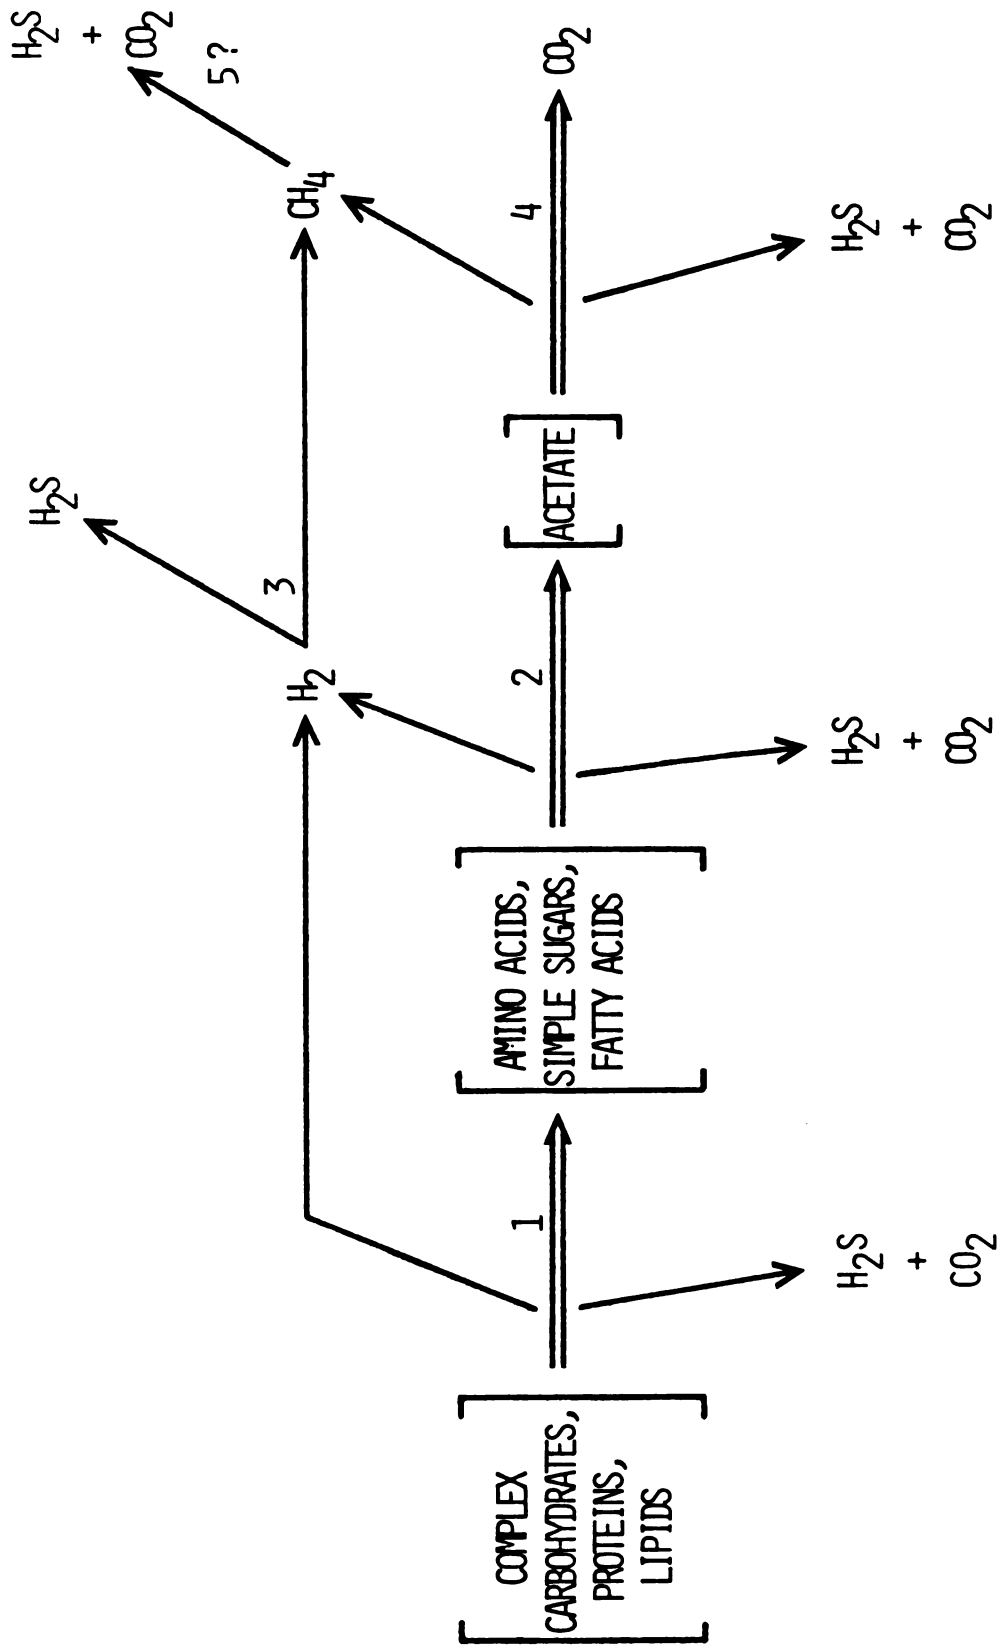 COMPLEX
CARBOHYDRATES,
PROTEINS,
LIPIDS
1
H2S
+
CO2
AMINO ACIDS,
SIMPLE SUGARS,
FATTY ACIDS
H2
2
H2S
+
CO2
3
H2S
ACETATE
CH4
4
H2S
+
CO2
5?
H2S
+
CO2
CO2